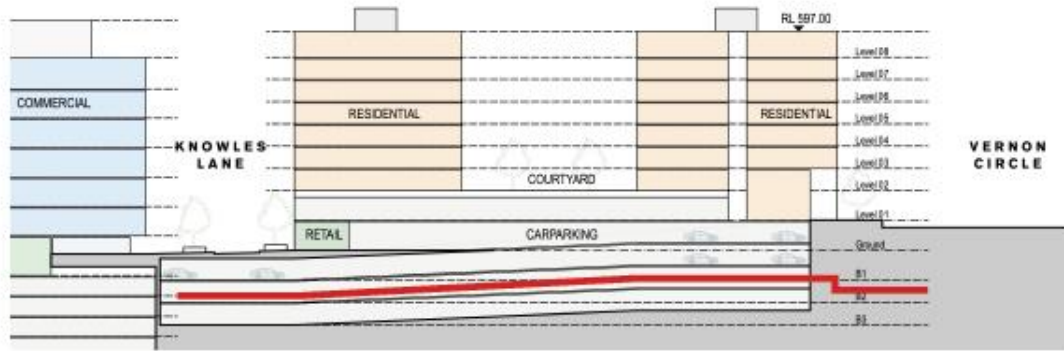 RL 597.00
Level 08
Level 07
COMMERCIAL
Level 06
RESIDENTIAL
RESIDENTIAL
Level 05
KNOWLES
LANE
Level 04
VERNON
CIRCLE
Level 03
COURTYARD
Level 02
Level 01
RETAIL
CARPARKING
Ground
B1
B2
B3